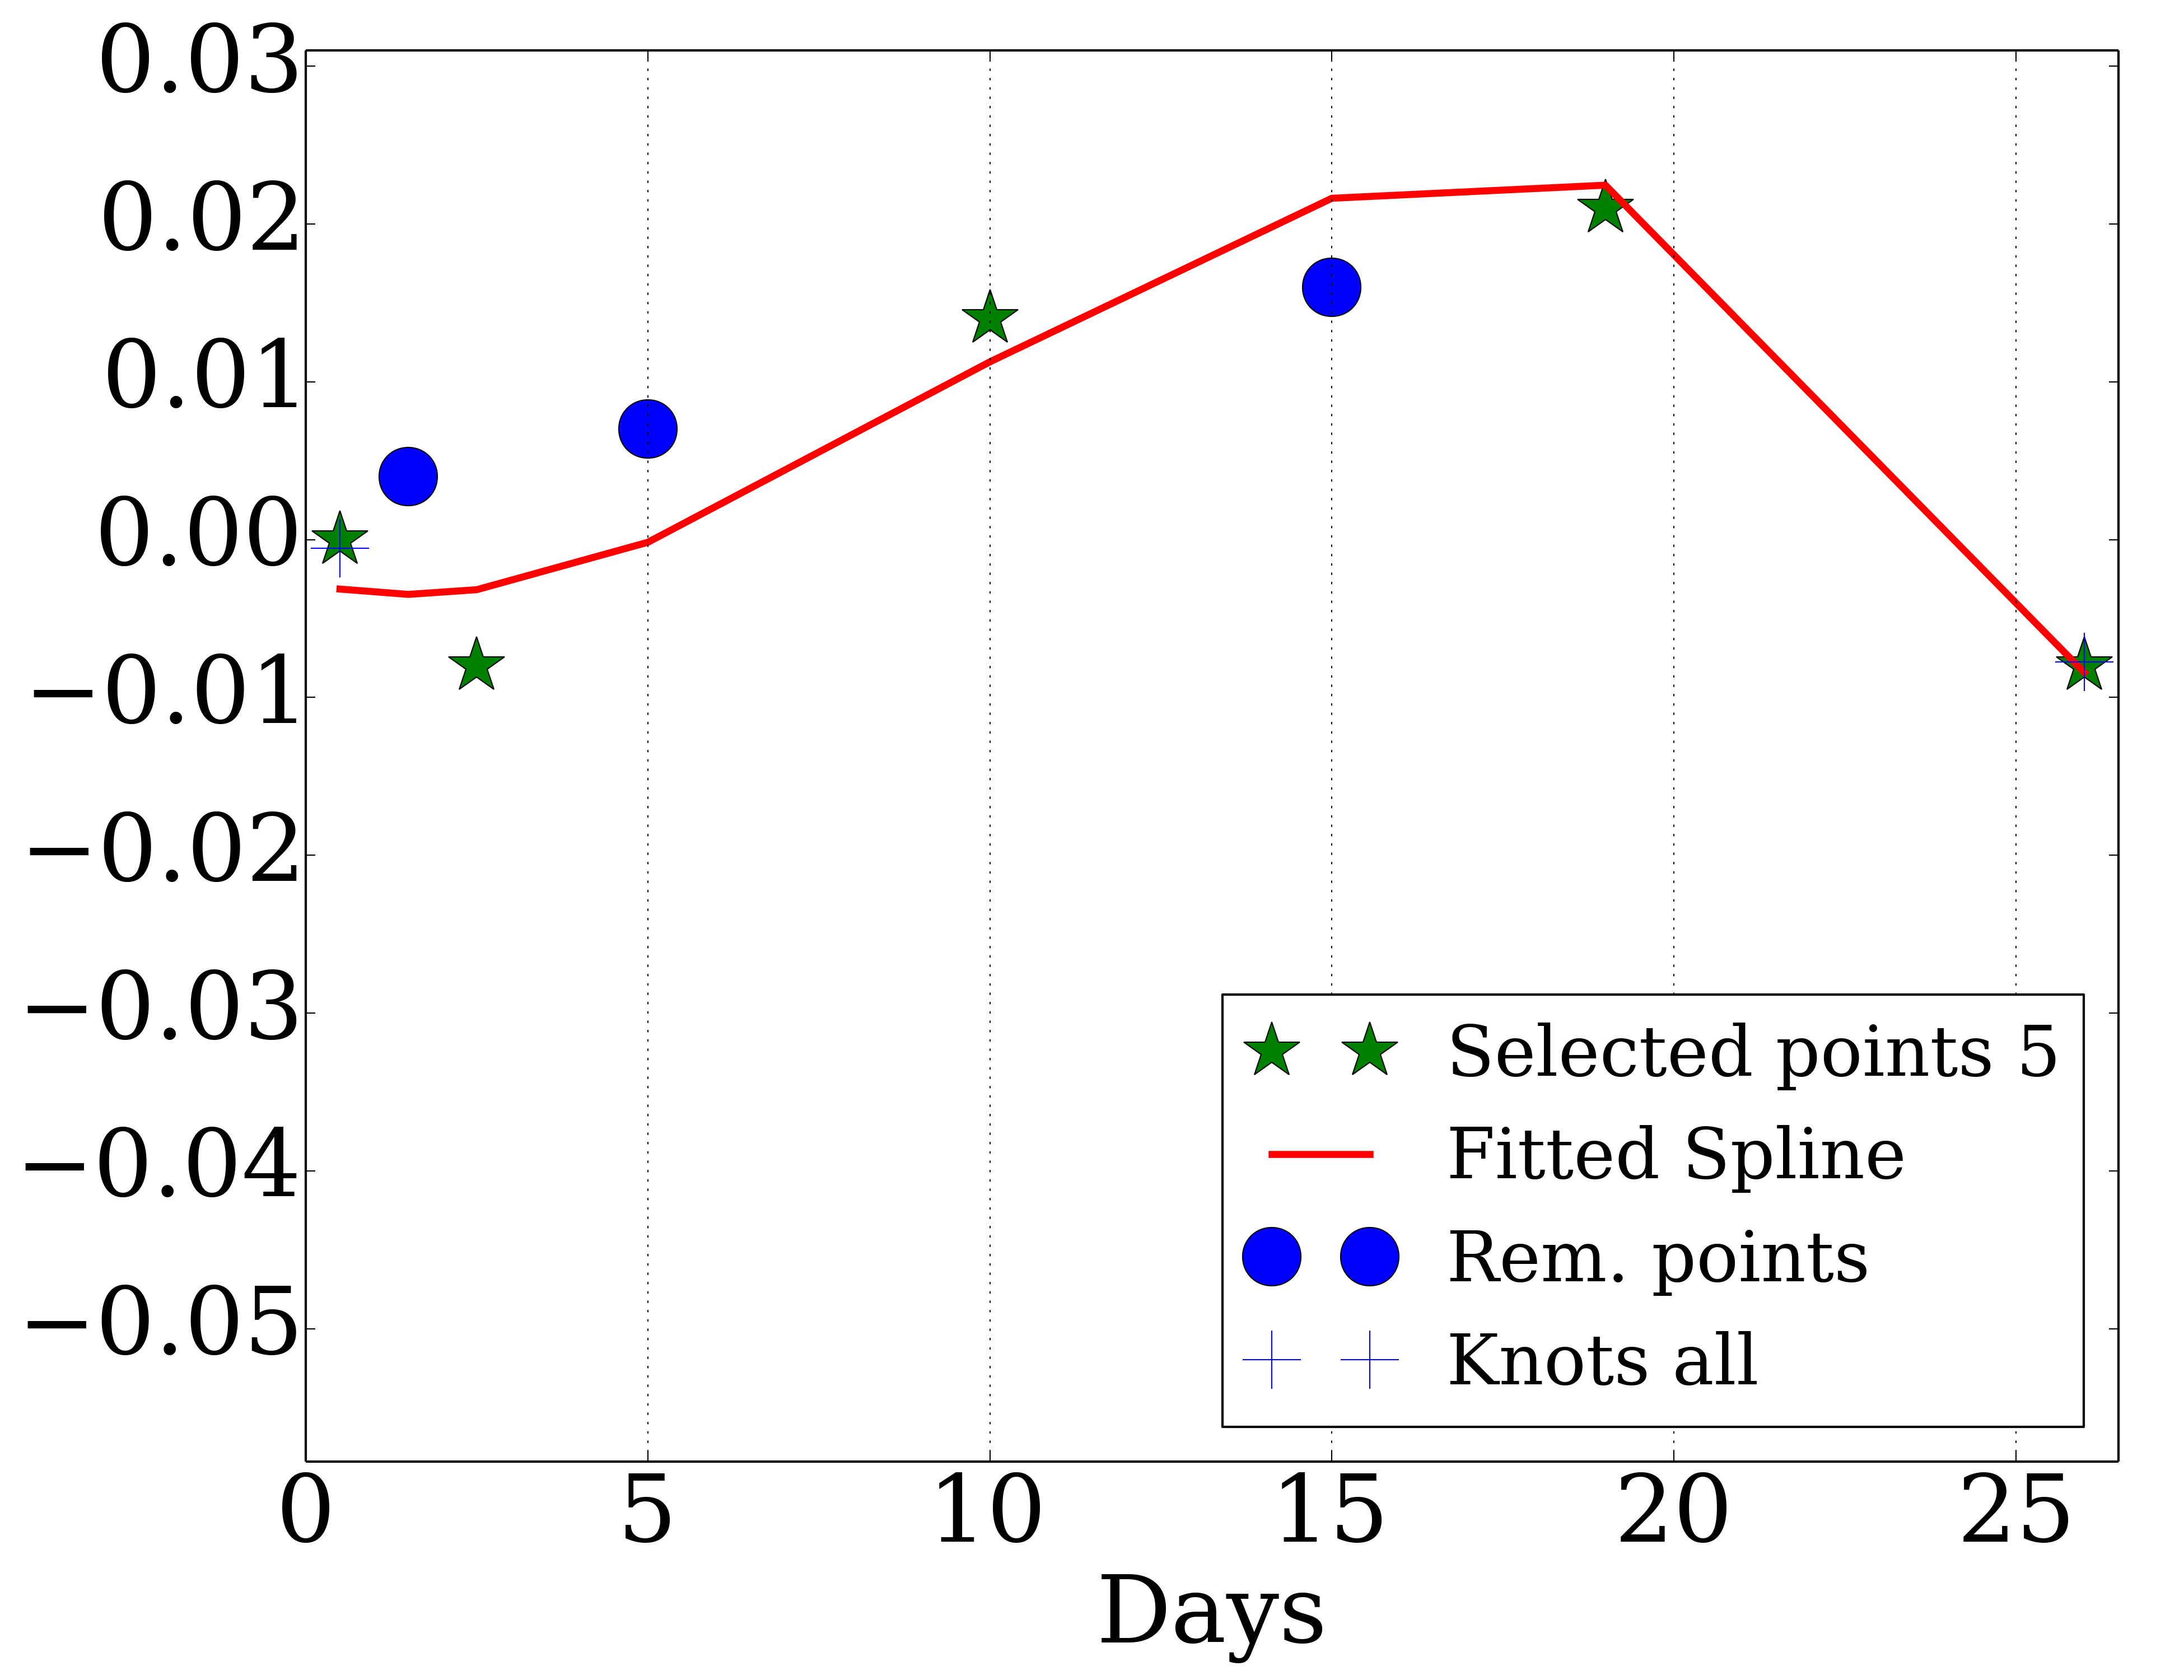 0.03
0.02
0.01
0.00
−0.01
−0.02
−0.03
−0.04
−0.05
Selected points 5
Fitted Spline
Rem. points
Knots all
0 5 10 15 20 25
Days